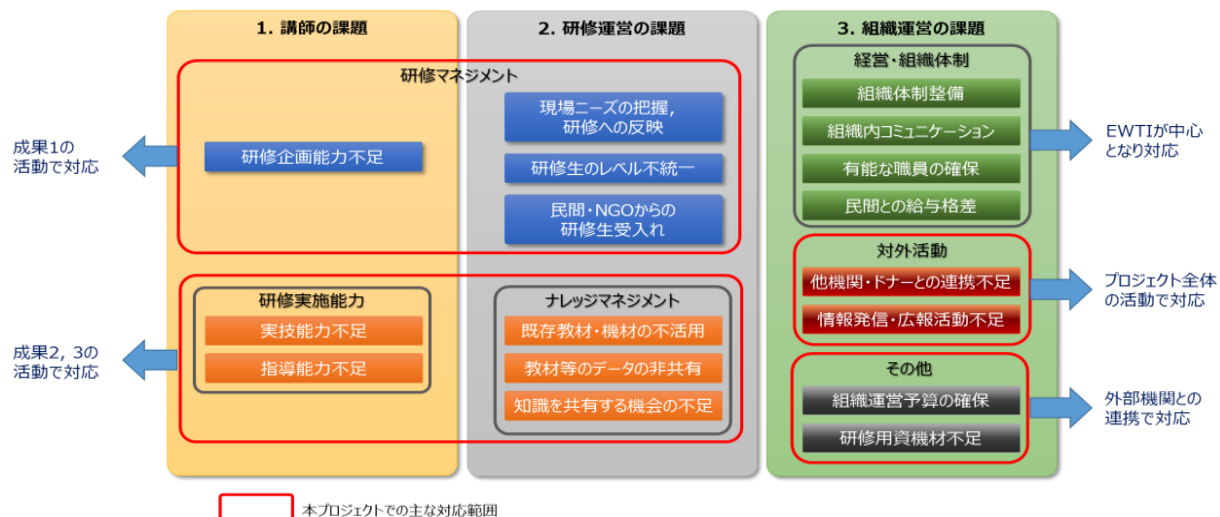 1. 講師の課題
2. 研修運営の課題
3. 組織運営の課題
研修マネジメント
研修企画能力不足
現場ニーズの把握,
研修への反映
研修生のレベル不統一
民間・NGOからの
研修生受入れ
成果1の
活動で対応
研修実施能力
実技能力不足
指導能力不足
ナレッジマネジメント
既存教材・機材の不活用
教材等のデータの非共有
知識を共有する機会の不足
成果2, 3の
活動で対応
経営・組織体制
組織体制整備
組織内コミュニケーション
有能な職員の確保
民間との給与格差
EWTIが中心
となり対応
対外活動
他機関・ドナーとの連携不足
情報発信・広報活動不足
プロジェクト全体
の活動で対応
その他
組織運営予算の確保
研修用資機材不足
外部機関との
連携で対応
本プロジェクトでの主な対応範囲